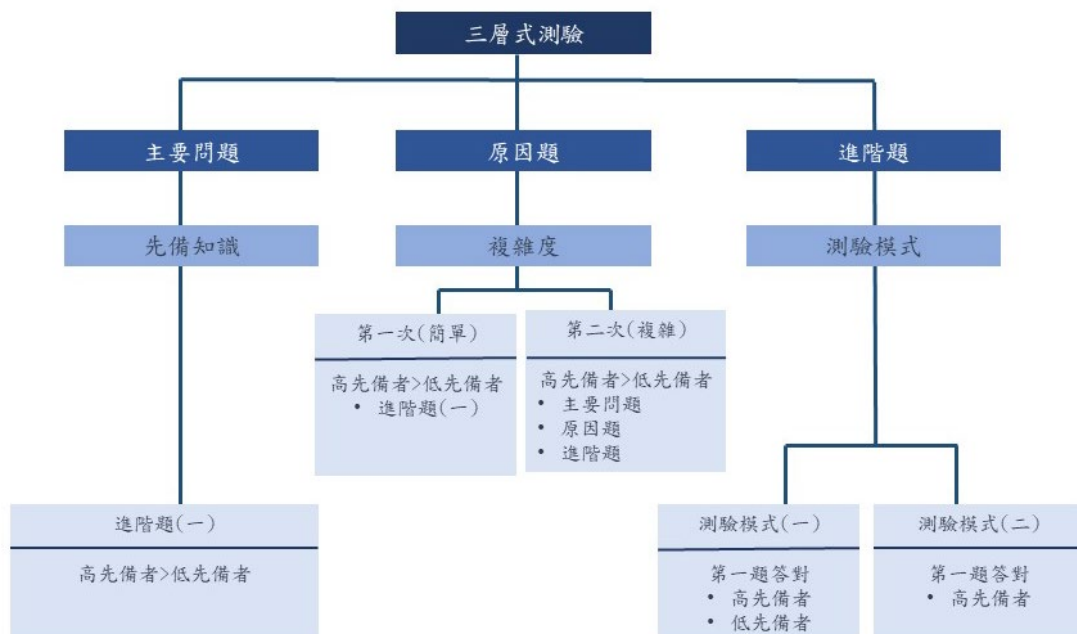 三層式測驗
主要問題
原因題
進階題
先備知識
複雜度
測驗模式
第一次(簡單)
高先備者>低先備者
• 進階題(一)
第二次(複雜)
高先備者>低先備者
• 主要問題
• 原因題
• 進階題
進階題(一)
高先備者>低先備者
測驗模式(一)
第一題答對
• 高先備者
• 低先備者
測驗模式(二)
第一題答對
• 高先備者